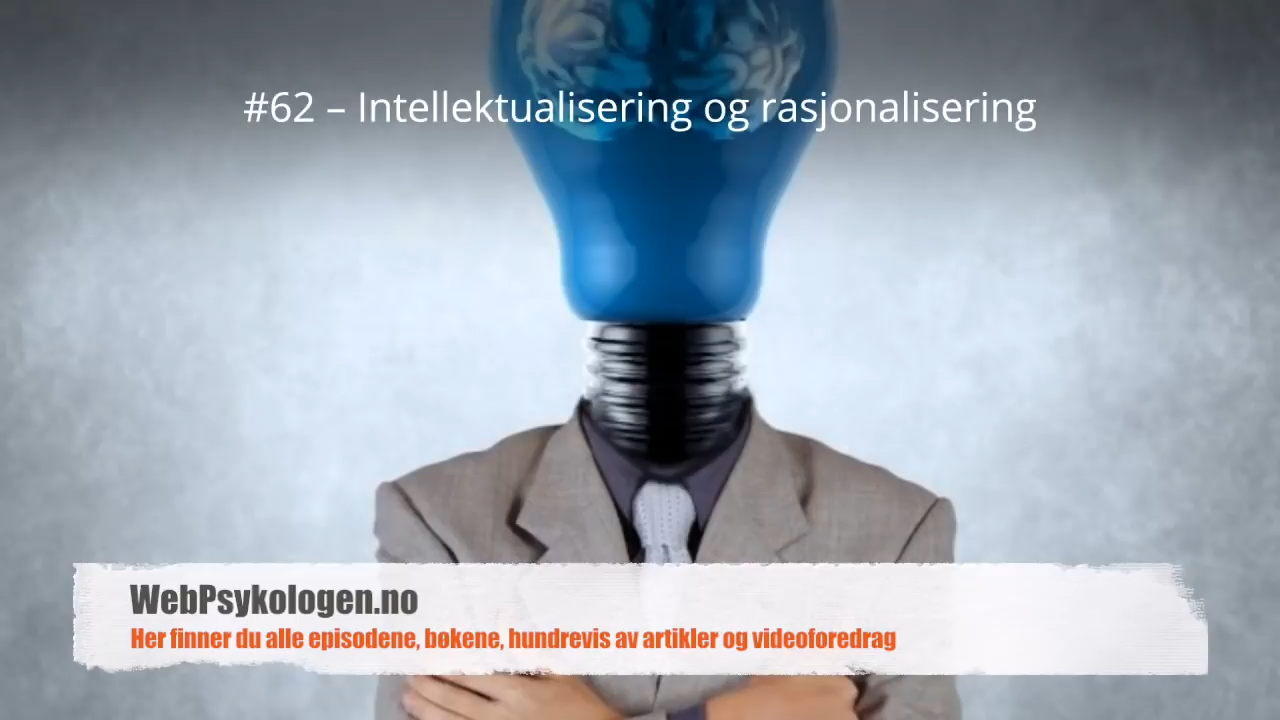 #62 – Intellektualisering og rasjonalisering
WebPsykologen.no
Her finner du alle episodene, bøkene, hundrevis av artikler og videoforedrag